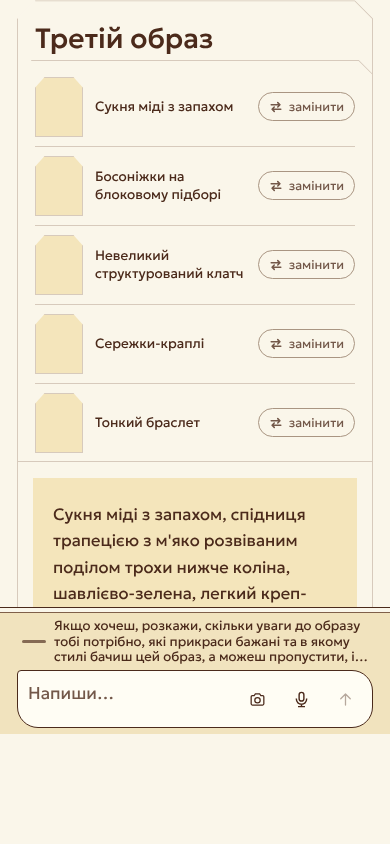 Третій образ
Сукня міді з запахом
замінити
Босоніжки на
блоковому підборі
замінити
Невеликий
структурований клатч
замінити
Сережки-краплі
замінити
Тонкий браслет
замінити
Сукня міді з запахом, спідниця
трапецією з м'яко розвіваним
поділом трохи нижче коліна,
шавлієво-зелена, легкий креп-
Якщо хочеш, розкажи, скільки уваги до образу
тобі потрібно, які прикраси бажані та в якому
стилі бачиш цей образ, а можеш пропустити, і…
Напиши…